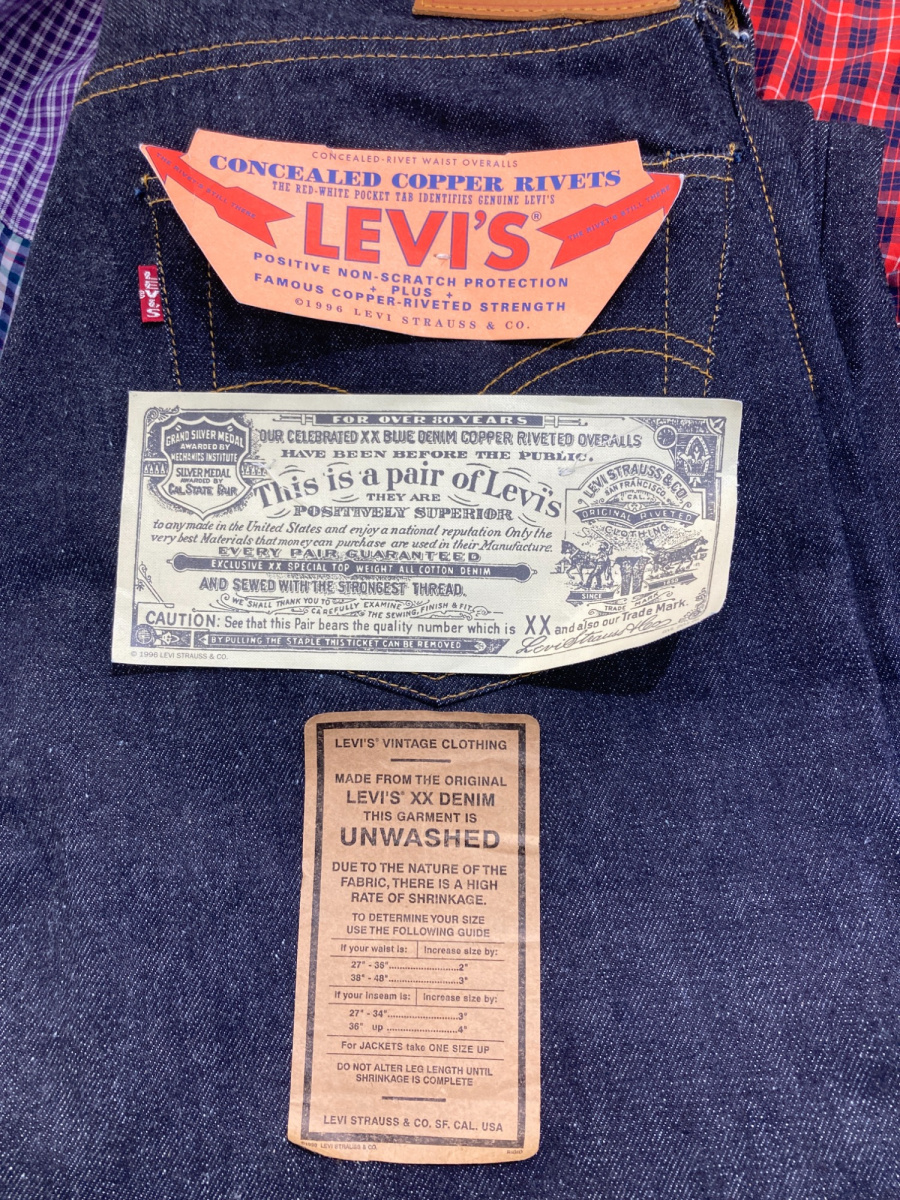 CONCEALED-RIVET WAIST OVERALLS
CONCEALED COPPER RIVETS
THE RED-WHITE POCKET TAB IDENTIFIES GENUINE LEVI'S
LEVI'S®
POSITIVE NON-SCRATCH PROTECTION
+ PLUS +
FAMOUS COPPER-RIVETED STRENGTH
©1996 LEVI STRAUSS & CO.
LEVI'S
FOR OVER 80 YEARS
OUR CELEBRATED XX BLUE DENIM COPPER RIVETED OVERALLS
HAVE BEEN BEFORE THE PUBLIC.
This is a pair of Levi's
THEY ARE
POSITIVELY SUPERIOR
to any made in the United States and enjoy a national reputation Only the
very best Materials that money can purchase are used in their Manufacture.
EVERY PAIR GUARANTEED
EXCLUSIVE XX SPECIAL TOP WEIGHT ALL COTTON DENIM
AND SEWED WITH THE STRONGEST THREAD.
WE SHALL THANK YOU TO CAREFULLY EXAMINE THE SEWING, FINISH & FIT
CAUTION: See that this Pair bears the quality number which is XX and also our Trade Mark.
BY PULLING THE STAPLE THIS TICKET CAN BE REMOVED
Levi Strauss & Co.
© 1996 LEVI STRAUSS & CO.
GRAND SILVER MEDAL
AWARDED BY
MECHANICS INSTITUTE
SILVER MEDAL
AWARDED BY
CAL. STATE FAIR
LEVI STRAUSS & CO.
SAN FRANCISCO,
CAL.
ORIGINAL RIVETED
CLOTHING
SINCE
TRADE MARK
LEVI'S® VINTAGE CLOTHING
MADE FROM THE ORIGINAL
LEVI'S® XX DENIM
THIS GARMENT IS
UNWASHED
DUE TO THE NATURE OF THE
FABRIC, THERE IS A HIGH
RATE OF SHRINKAGE.
TO DETERMINE YOUR SIZE
USE THE FOLLOWING GUIDE
If your waist is: Increase size by:
27" - 36"........................2"
38" - 48"........................3"
If your inseam is: Increase size by:
27" - 34"........................3"
36" up ........................4"
For JACKETS take ONE SIZE UP
DO NOT ALTER LEG LENGTH UNTIL
SHRINKAGE IS COMPLETE
LEVI STRAUSS & CO. SF. CAL. USA
LEVI STRAUSS & CO.